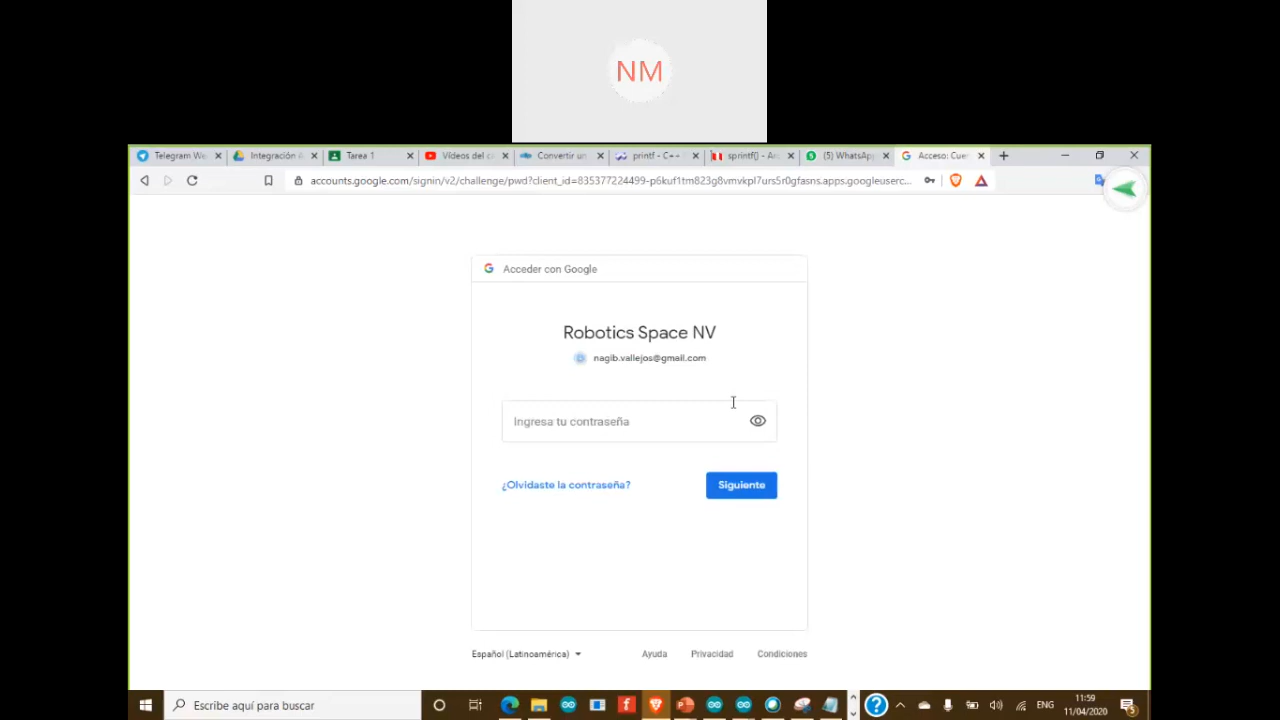 NM
Telegram We
Integración A
Tarea 1
Vídeos del c
Convertir un
printf - C++
sprintf() - Ard
(5) WhatsApp
Acceso: Cuen
accounts.google.com/signin/v2/challenge/pwd?client_id=835377224499-p6kuf1tm823g8vmvkpl7urs5r0gfasns.apps.googleuserc...
Acceder con Google
Robotics Space NV
nagib.vallejos@gmail.com
Ingresa tu contraseña
¿Olvidaste la contraseña?
Siguiente
Español (Latinoamérica)
Ayuda
Privacidad
Condiciones
Escribe aquí para buscar
ENG
11:59
11/04/2020